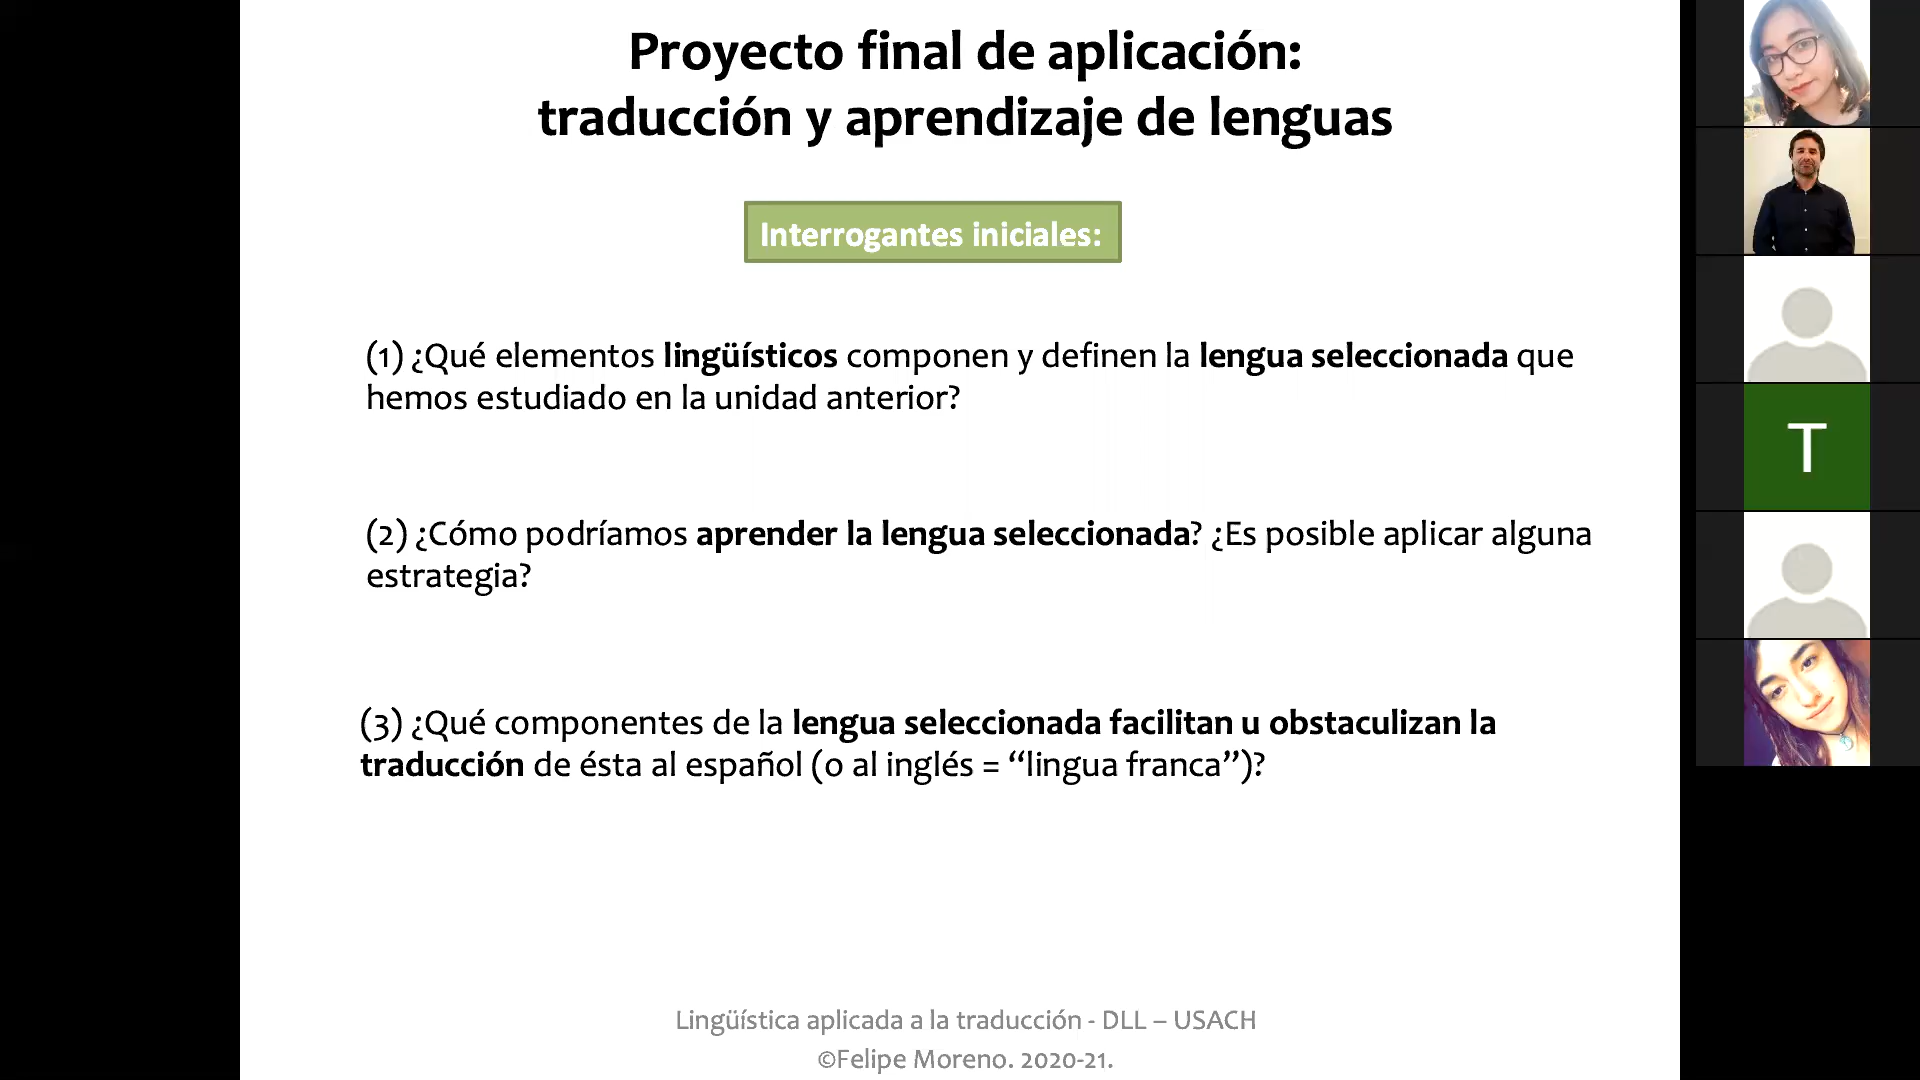 Proyecto final de aplicación:
traducción y aprendizaje de lenguas
Interrogantes iniciales:
(1) ¿Qué elementos lingüísticos componen y definen la lengua seleccionada que
hemos estudiado en la unidad anterior?
(2) ¿Cómo podríamos aprender la lengua seleccionada? ¿Es posible aplicar alguna
estrategia?
(3) ¿Qué componentes de la lengua seleccionada facilitan u obstaculizan la
traducción de ésta al español (o al inglés = “lingua franca”)?
Lingüística aplicada a la traducción - DLL – USACH
©Felipe Moreno. 2020-21.
T